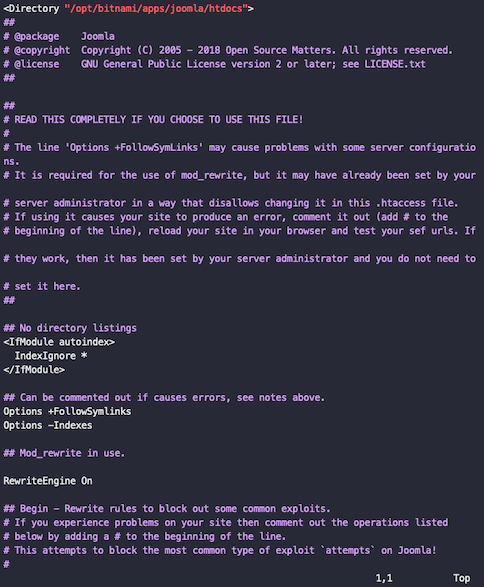 <Directory "/opt/bitnami/apps/joomla/htdocs">
##
# @package    Joomla
# @copyright  Copyright (C) 2005 - 2018 Open Source Matters. All rights reserved.
# @license    GNU General Public License version 2 or later; see LICENSE.txt
##
##
# READ THIS COMPLETELY IF YOU CHOOSE TO USE THIS FILE!
#
# The line 'Options +FollowSymLinks' may cause problems with some server configuratio
ns.
# It is required for the use of mod_rewrite, but it may have already been set by your
# server administrator in a way that disallows changing it in this .htaccess file.
# If using it causes your site to produce an error, comment it out (add # to the
# beginning of the line), reload your site in your browser and test your sef urls. If
# they work, then it has been set by your server administrator and you do not need to
# set it here.
##
## No directory listings
<IfModule autoindex>
  IndexIgnore *
</IfModule>
## Can be commented out if causes errors, see notes above.
Options +FollowSymlinks
Options -Indexes
## Mod_rewrite in use.
RewriteEngine On
## Begin - Rewrite rules to block out some common exploits.
# If you experience problems on your site then comment out the operations listed
# below by adding a # to the beginning of the line.
# This attempts to block the most common type of exploit `attempts` on Joomla!
#
1,1          Top